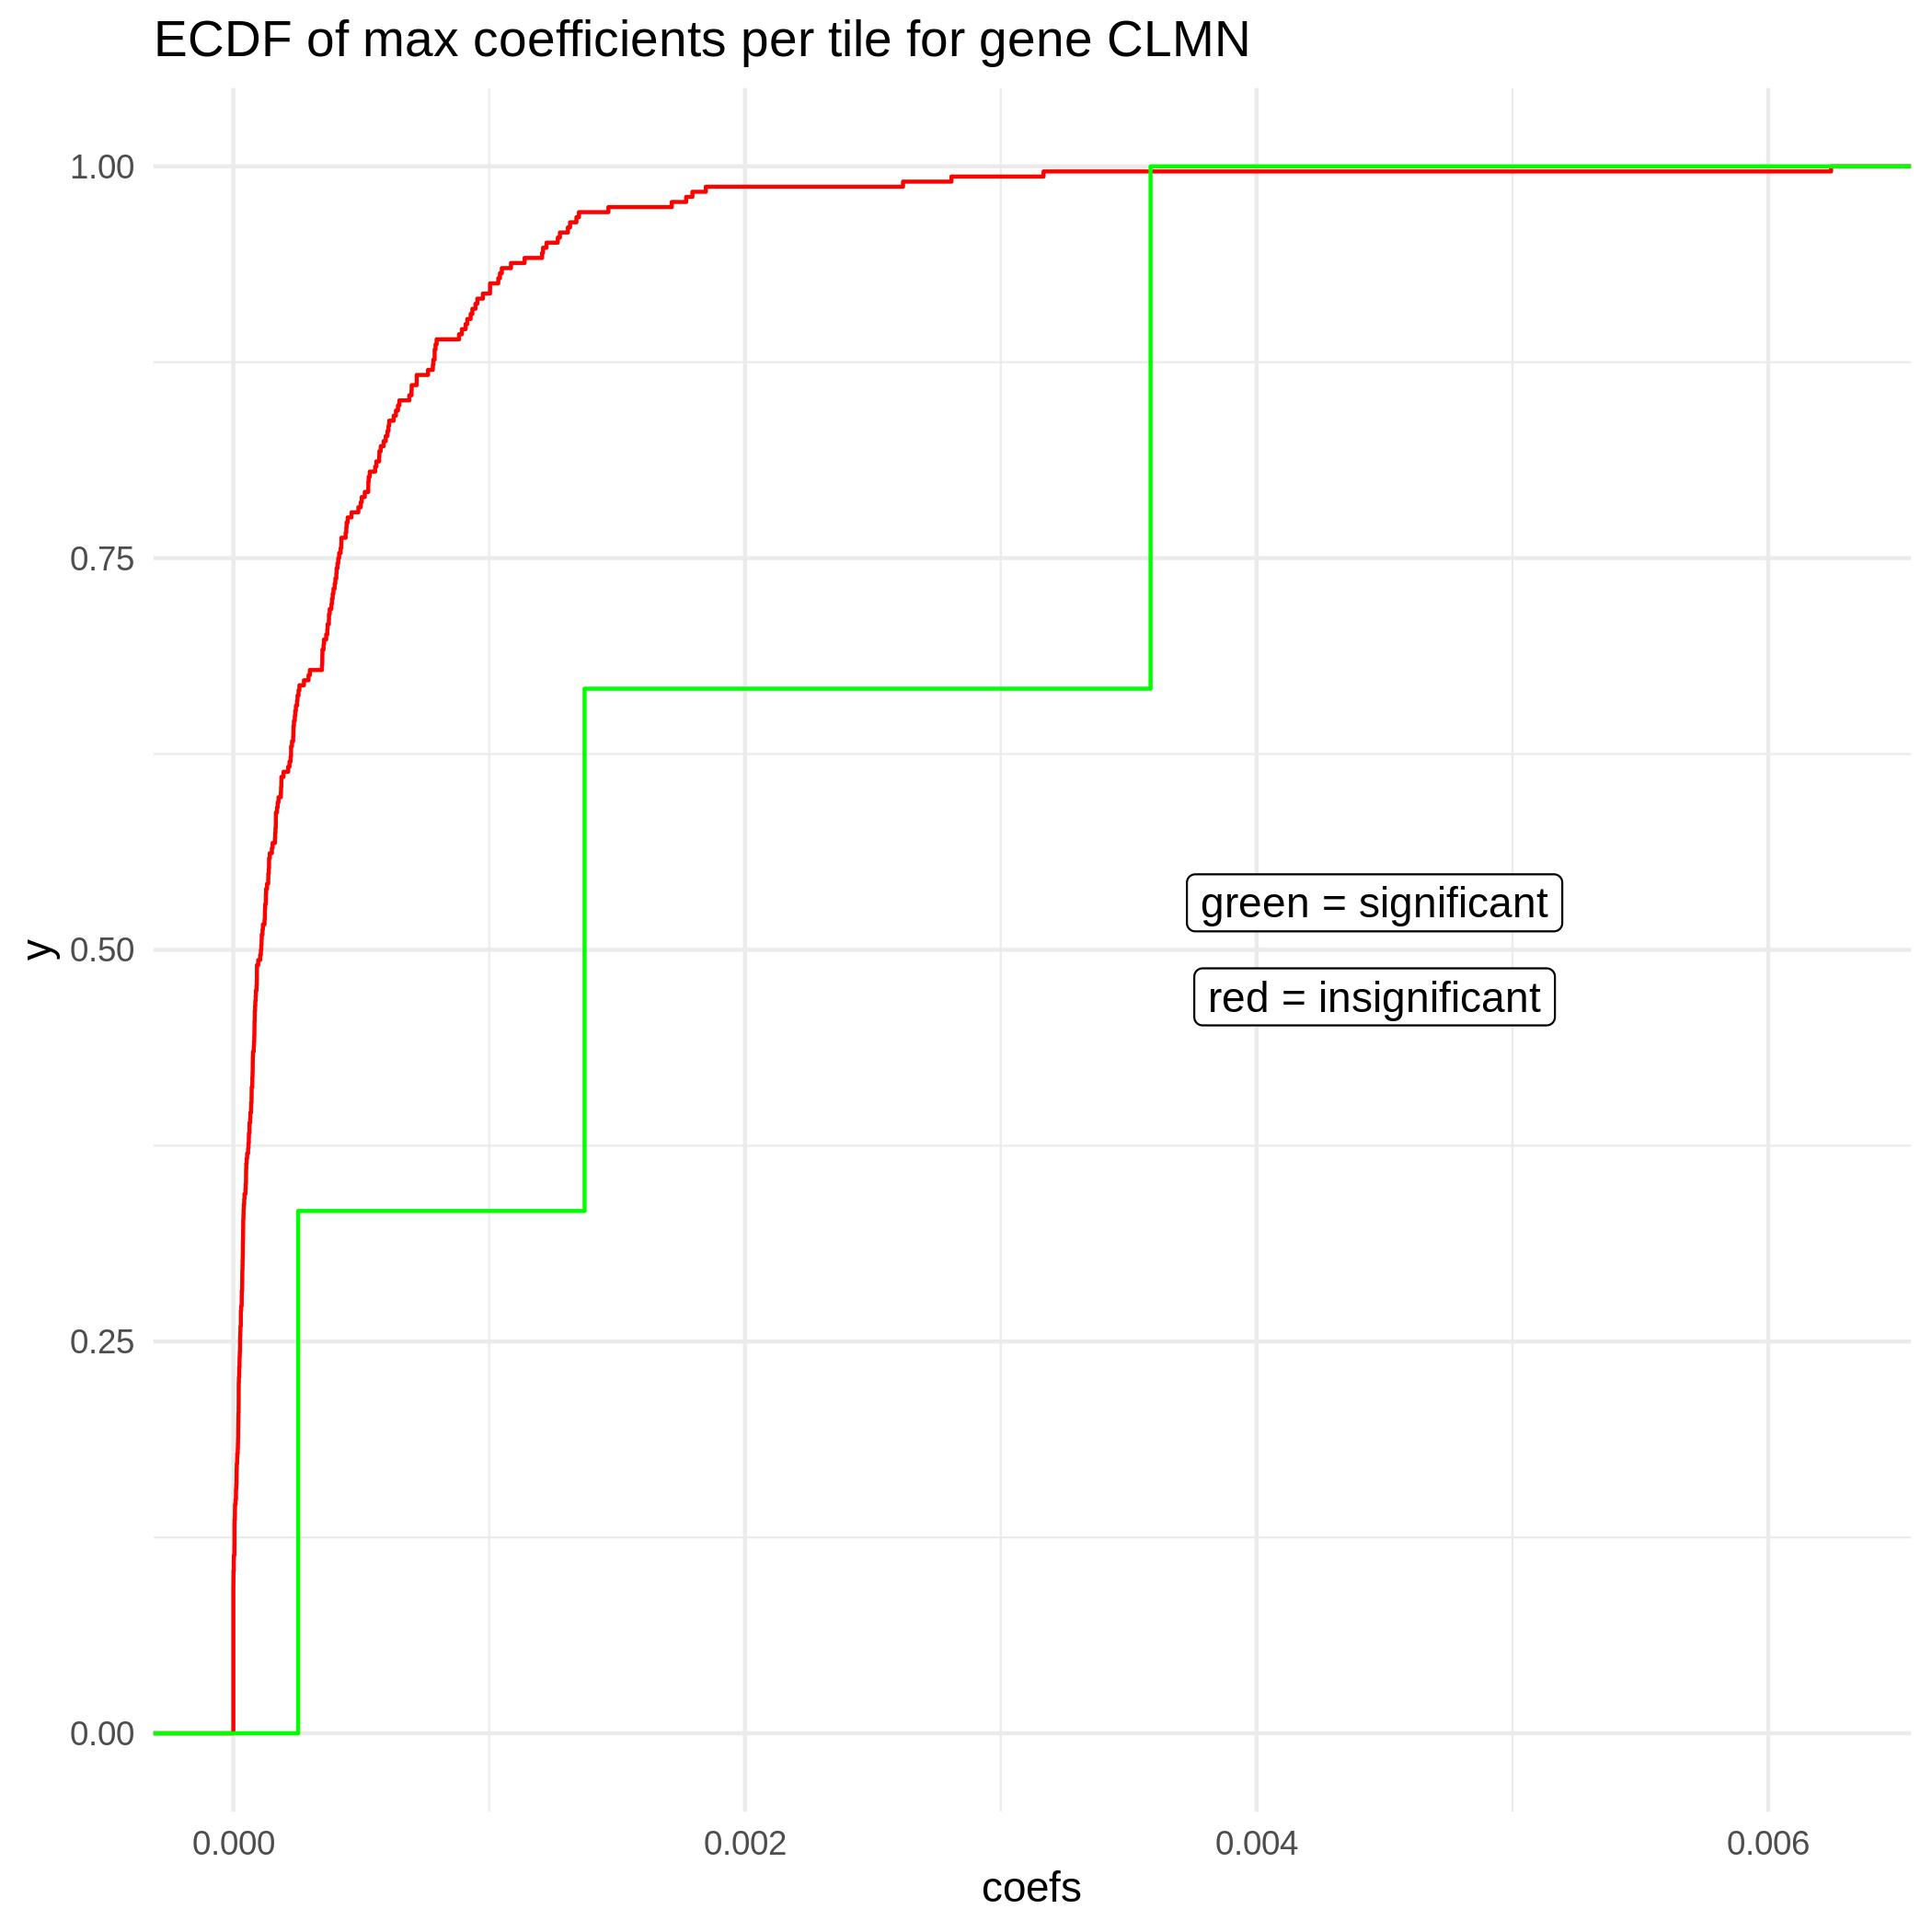 ECDF of max coefficients per tile for gene CLMN
1.00
0.75
0.50
0.25
0.00
y
green = significant
red = insignificant
0.000 0.002 0.004 0.006
coefs